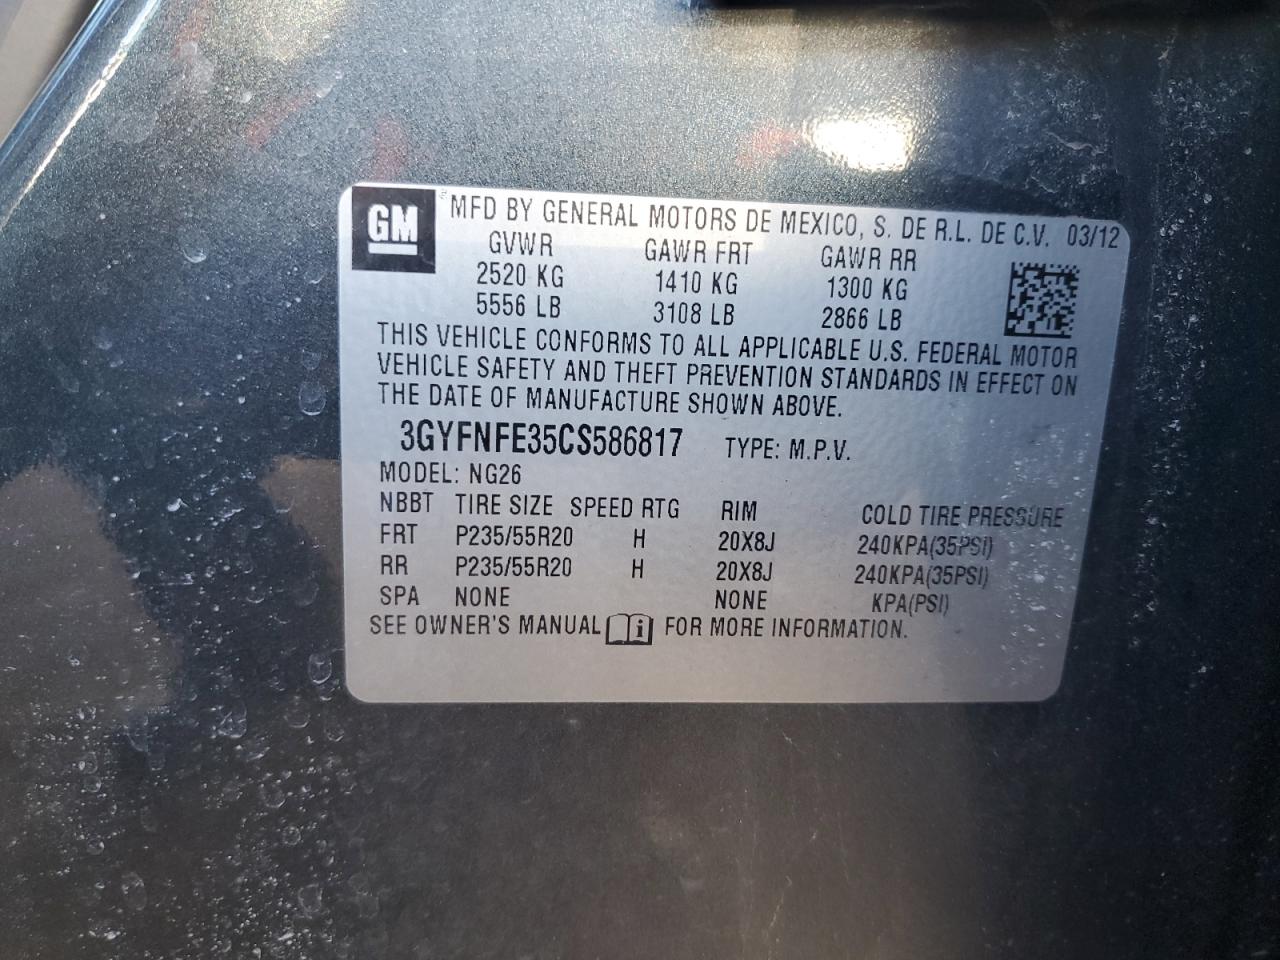 GM MFD BY GENERAL MOTORS DE MEXICO, S. DE R.L. DE C.V. 03/12
GVWR GAWR FRT GAWR RR
2520 KG 1410 KG 1300 KG
5556 LB 3108 LB 2866 LB
THIS VEHICLE CONFORMS TO ALL APPLICABLE U.S. FEDERAL MOTOR
VEHICLE SAFETY AND THEFT PREVENTION STANDARDS IN EFFECT ON
THE DATE OF MANUFACTURE SHOWN ABOVE.
3GYFNFE35CS586817 TYPE: M.P.V.
MODEL: NG26
NBBT TIRE SIZE SPEED RTG RIM COLD TIRE PRESSURE
FRT P235/55R20 H 20X8J 240KPA(35PSI)
RR P235/55R20 H 20X8J 240KPA(35PSI)
SPA NONE NONE KPA(PSI)
SEE OWNER'S MANUAL i FOR MORE INFORMATION.